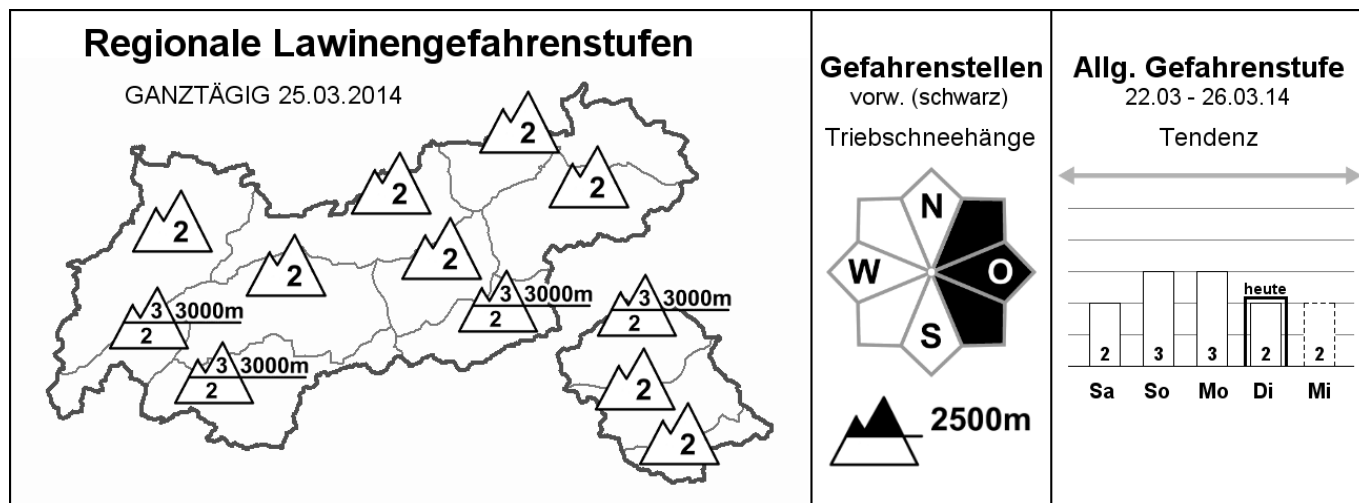 Regionale Lawinengefahrenstufen
GANZTÄGIG 25.03.2014
2
2
2
2
2
2
2
3 3000m
2
3 3000m
2
3 3000m
2
3 3000m
2
2
2
Gefahrenstellen
vorw. (schwarz)
Triebschneehänge
N
W O
S
2500m
Allg. Gefahrenstufe
22.03 - 26.03.14
Tendenz
heute
2 3 3 2 2
Sa So Mo Di Mi